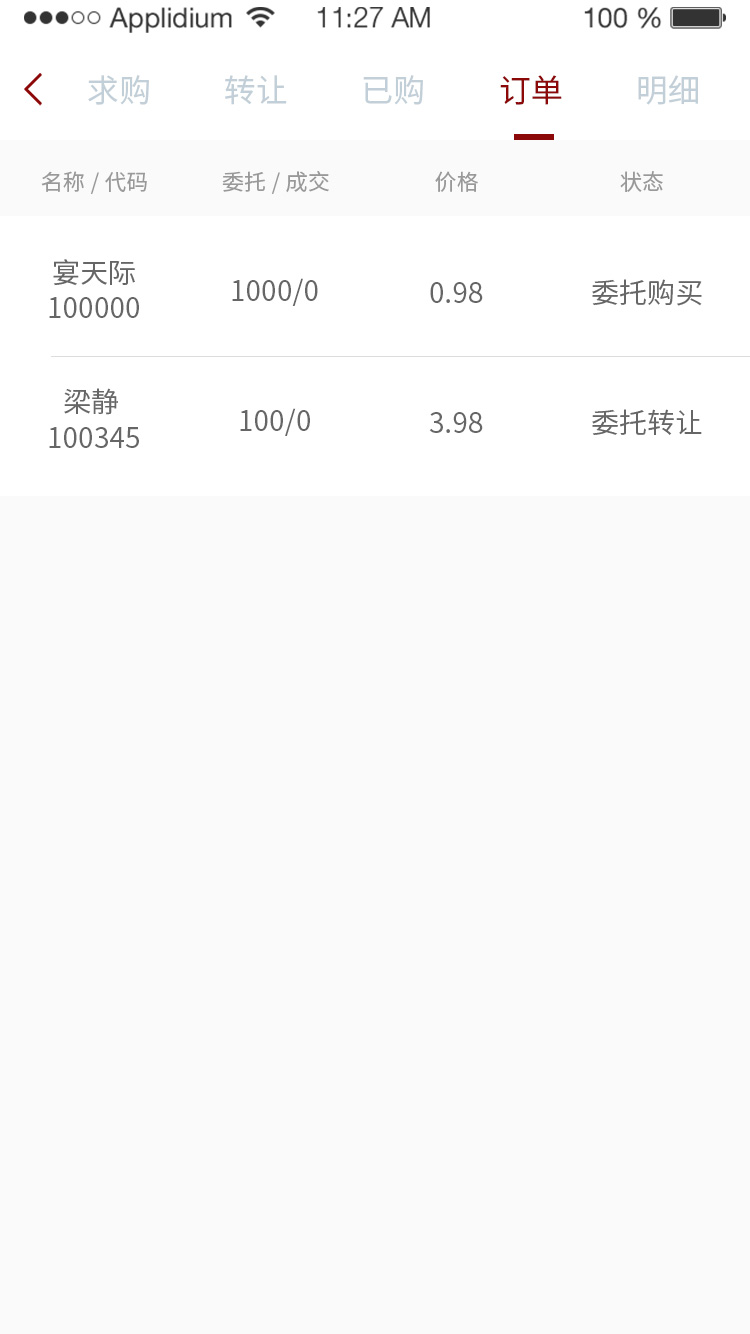 Applidium 11:27 AM 100 %
求购 转让 已购 订单 明细
名称 / 代码 委托 / 成交 价格 状态
宴天际
100000 1000/0 0.98 委托购买
梁静
100345 100/0 3.98 委托转让